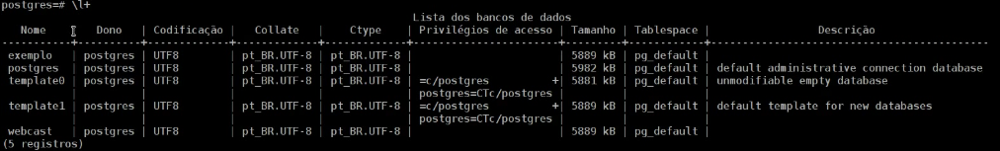 postgres=# \l+
Lista dos bancos de dados
Nome | Dono | Codificação | Collate | Ctype | Privilégios de acesso | Tamanho | Tablespace | Descrição
-----------+----------+-------------+-------------+-------------+-----------------------+---------+------------+--------------------------------------------
exemplo | postgres | UTF8 | pt_BR.UTF-8 | pt_BR.UTF-8 | | 5889 kB | pg_default |
postgres | postgres | UTF8 | pt_BR.UTF-8 | pt_BR.UTF-8 | | 5982 kB | pg_default | default administrative connection database
template0 | postgres | UTF8 | pt_BR.UTF-8 | pt_BR.UTF-8 | =c/postgres +| 5881 kB | pg_default | unmodifiable empty database
| | | | | postgres=CTc/postgres | | |
template1 | postgres | UTF8 | pt_BR.UTF-8 | pt_BR.UTF-8 | =c/postgres +| 5889 kB | pg_default | default template for new databases
| | | | | postgres=CTc/postgres | | |
webcast | postgres | UTF8 | pt_BR.UTF-8 | pt_BR.UTF-8 | | 5889 kB | pg_default |
(5 registros)